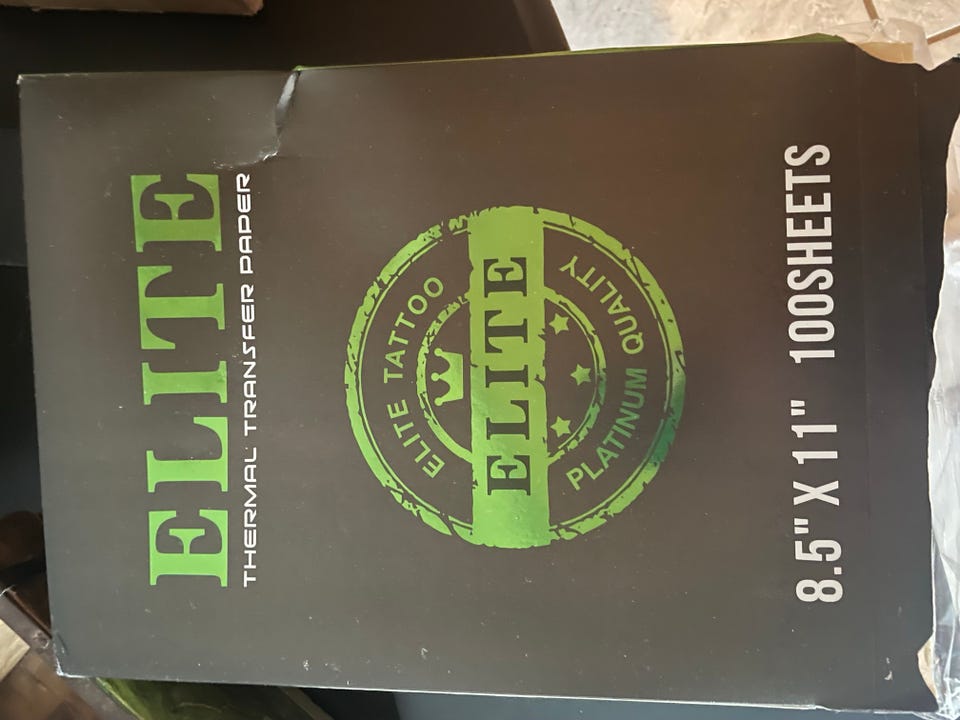 ELITE
THERMAL TRANSFER PAPER
ELITE TATTOO
ELITE
PLATINUM QUALITY
8.5" X 11" 100SHEETS